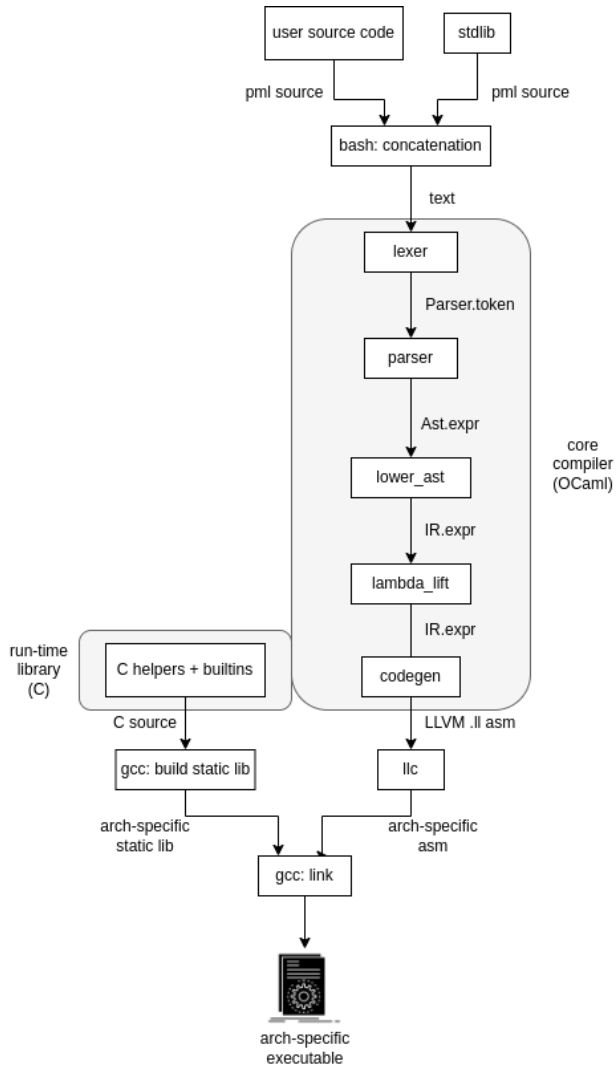 user source code
stdlib
pml source
pml source
bash: concatenation
text
lexer
Parser.token
parser
Ast.expr
core
compiler
(OCaml)
lower_ast
IR.expr
lambda_lift
IR.expr
run-time
library
(C)
C helpers + builtins
codegen
C source
LLVM .ll asm
gcc: build static lib
llc
arch-specific
static lib
arch-specific
asm
gcc: link
arch-specific
executable